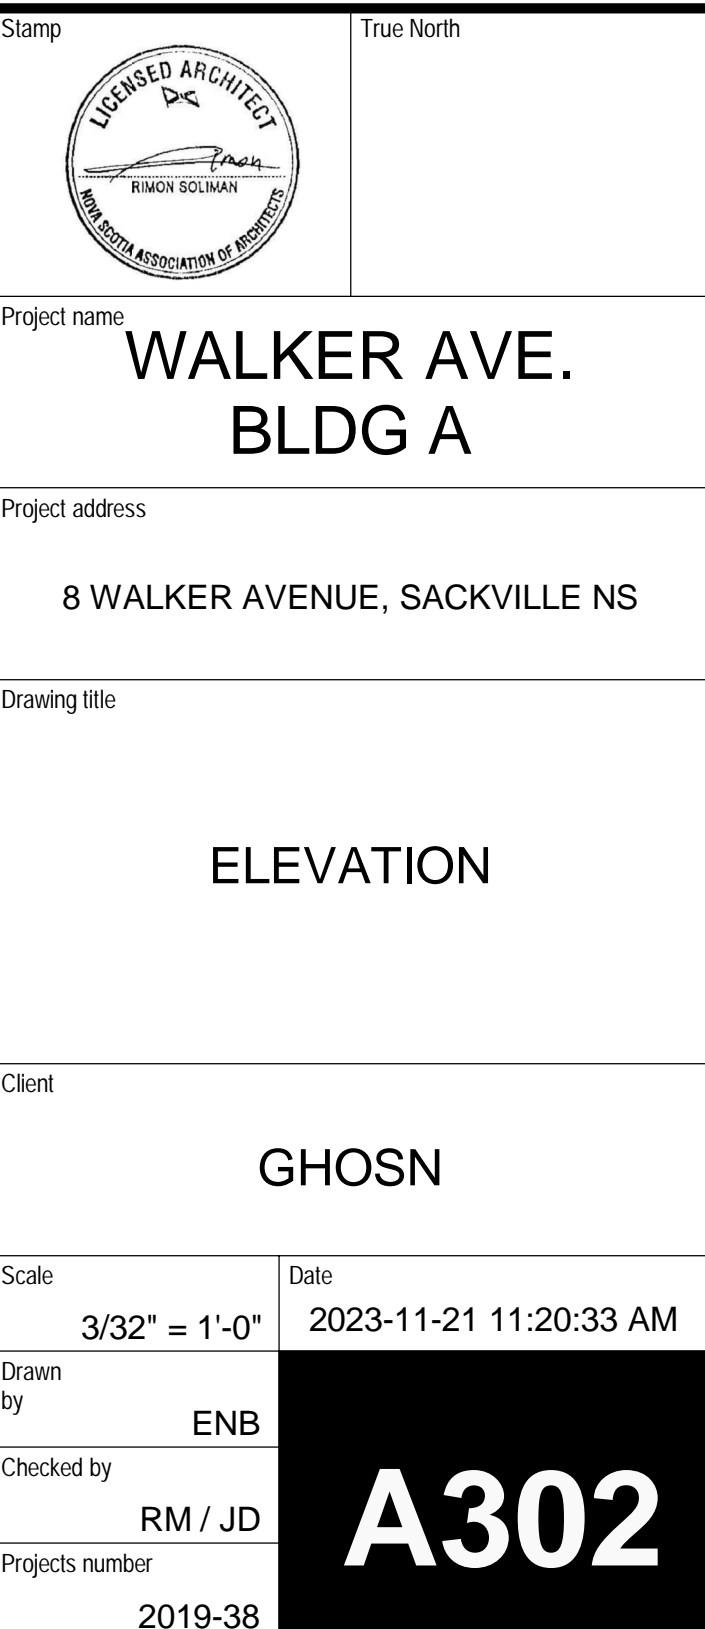 Stamp
True North
LICENSED ARCHITECT
RIMON SOLIMAN
NOVA SCOTIA ASSOCIATION OF ARCHITECTS
Project name
WALKER AVE.
BLDG A
Project address
8 WALKER AVENUE, SACKVILLE NS
Drawing title
ELEVATION
Client
GHOSN
Scale
3/32" = 1'-0"
Date
2023-11-21 11:20:33 AM
Drawn
by
ENB
Checked by
RM / JD
Projects number
2019-38
A302